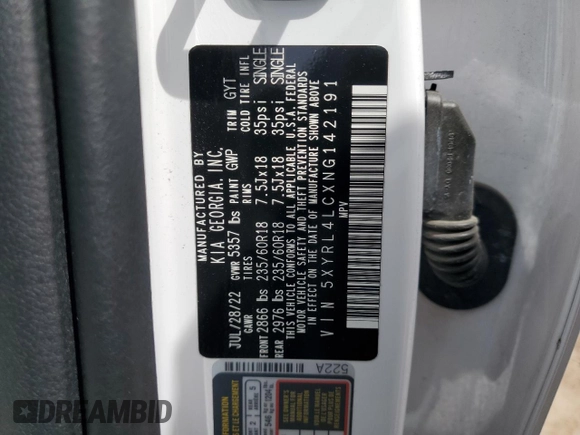 MANUFACTURED BY
KIA GEORGIA, INC.
JUL/28/22 GVWR 5357 lbs PAINT GWP TRIM GYT
GAWR TIRES RIMS COLD TIRE INFL
FRONT 2866 lbs 235/60R18 7.5Jx18 35psi SINGLE
REAR 2976 lbs 235/60R18 7.5Jx18 35psi SINGLE
THIS VEHICLE CONFORMS TO ALL APPLICABLE U.S.A. FEDERAL
MOTOR VEHICLE SAFETY AND THEFT PREVENTION STANDARDS
IN EFFECT ON THE DATE OF MANUFACTURE SHOWN ABOVE
VIN 5XYRL4LCXNG142191
MPV
522A
DREAMBID